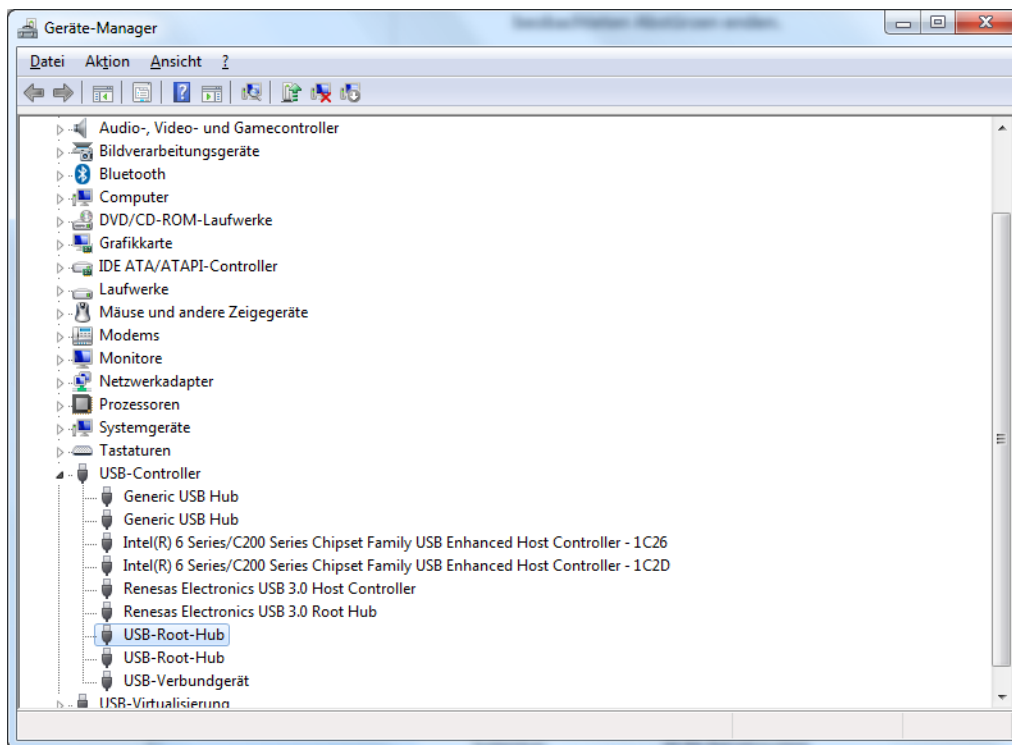 Geräte-Manager
Datei Aktion Ansicht ?
Audio-, Video- und Gamecontroller
Bildverarbeitungsgeräte
Bluetooth
Computer
DVD/CD-ROM-Laufwerke
Grafikkarte
IDE ATA/ATAPI-Controller
Laufwerke
Mäuse und andere Zeigegeräte
Modems
Monitore
Netzwerkadapter
Prozessoren
Systemgeräte
Tastaturen
USB-Controller
Generic USB Hub
Generic USB Hub
Intel(R) 6 Series/C200 Series Chipset Family USB Enhanced Host Controller - 1C26
Intel(R) 6 Series/C200 Series Chipset Family USB Enhanced Host Controller - 1C2D
Renesas Electronics USB 3.0 Host Controller
Renesas Electronics USB 3.0 Root Hub
USB-Root-Hub
USB-Root-Hub
USB-Verbundgerät
USB-Virtualisierung